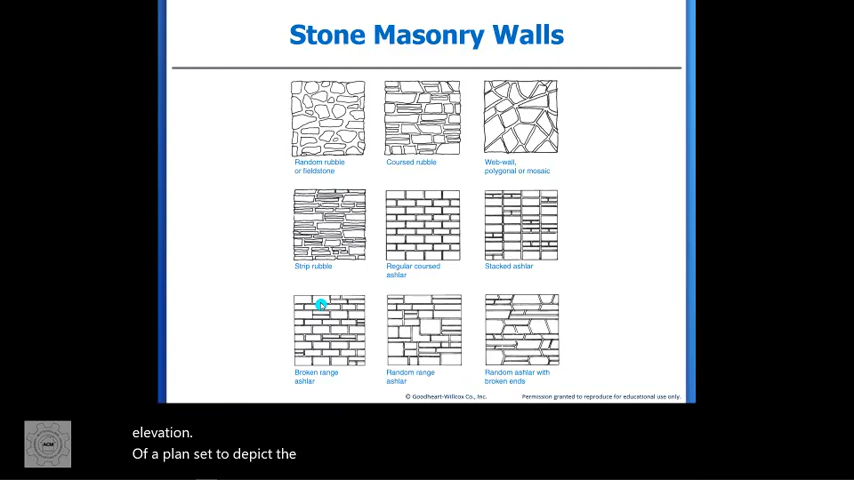 Stone Masonry Walls
Random rubble
or fieldstone
Coursed rubble
Web-wall,
polygonal or mosaic
Strip rubble
Regular coursed
ashlar
Stacked ashlar
Broken range
ashlar
Random range
ashlar
Random ashlar with
broken ends
© Goodheart-Willcox Co., Inc.
Permission granted to reproduce for educational use only.
ACM
elevation.
Of a plan set to depict the